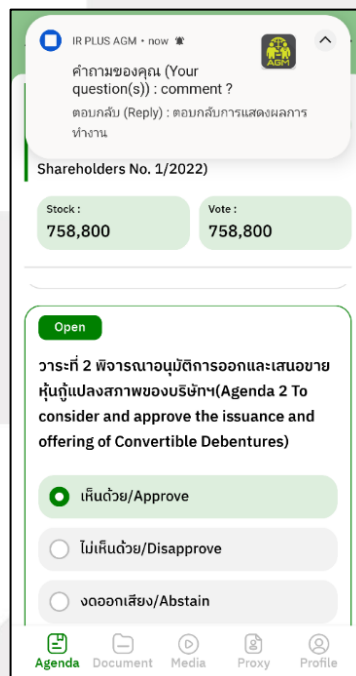 IR PLUS AGM • now
AGM
คำถามของคุณ (Your
question(s)) : comment ?
ตอบกลับ (Reply) : ตอบกลับการแสดงผลการ
ทำงาน
Shareholders No. 1/2022)
Stock :
758,800
Vote :
758,800
Open
วาระที่ 2 พิจารณาอนุมัติการออกและเสนอขาย
หุ้นกู้แปลงสภาพของบริษัทฯ(Agenda 2 To
consider and approve the issuance and
offering of Convertible Debentures)
เห็นด้วย/Approve
ไม่เห็นด้วย/Disapprove
งดออกเสียง/Abstain
Agenda Document Media Proxy Profile